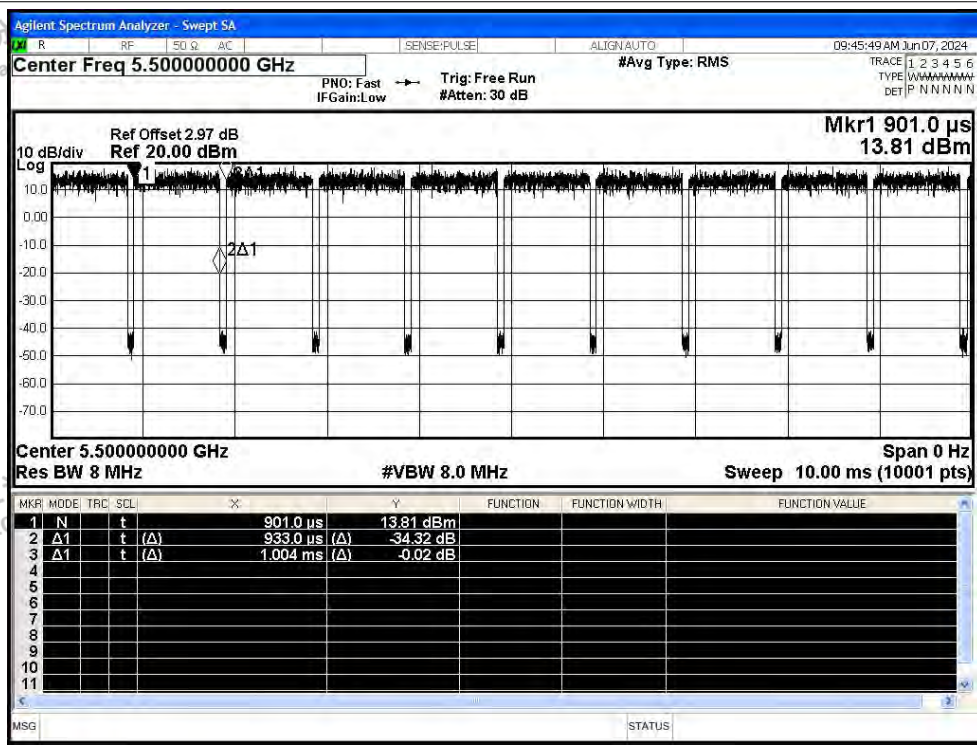 Agilent Spectrum Analyzer - Swept SA
R RF 50 Ω AC SENSE:PULSE ALIGN AUTO 09:45:49 AM Jun 07, 2024
Center Freq 5.500000000 GHz #Avg Type: RMS TRACE 1 2 3 4 5 6
PNO: Fast Trig: Free Run TYPE WWWWWW
IFGain:Low #Atten: 30 dB DET P N N N N N
Mkr1 901.0 µs
Ref Offset 2.97 dB
10 dB/div Ref 20.00 dBm 13.81 dBm
Log
1 3Δ1
10.0
0.00
-10.0
2Δ1
-20.0
-30.0
-40.0
-50.0
-60.0
-70.0
Center 5.500000000 GHz Span 0 Hz
Res BW 8 MHz #VBW 8.0 MHz Sweep 10.00 ms (10001 pts)
MKR MODE TRC SCL X Y FUNCTION FUNCTION WIDTH FUNCTION VALUE
1 N t 901.0 µs 13.81 dBm
2 Δ1 t (Δ) 933.0 µs (Δ) -34.32 dB
3 Δ1 t (Δ) 1.004 ms (Δ) -0.02 dB
4
5
6
7
8
9
10
11
MSG STATUS